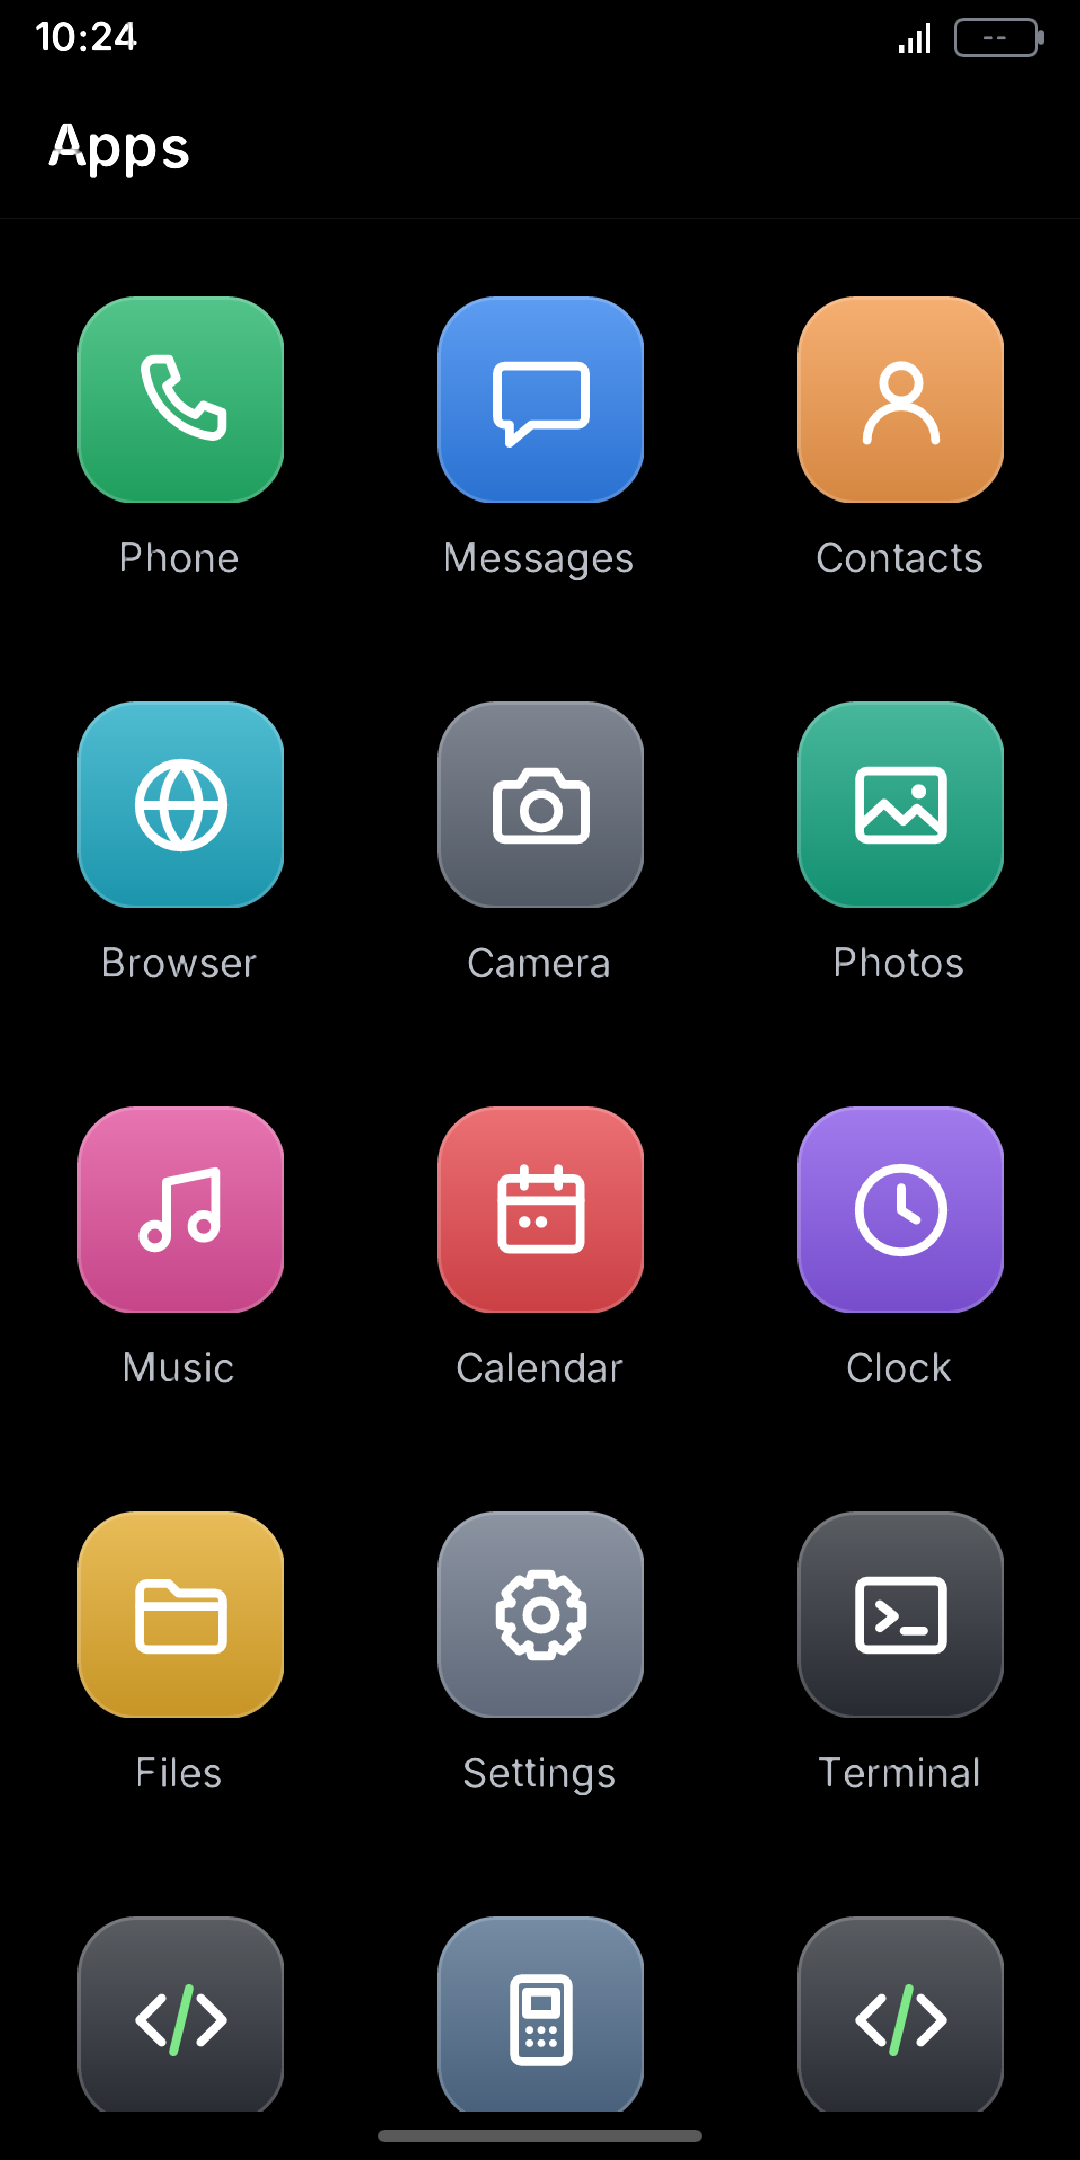 10:24
--
Apps
Phone
Messages
Contacts
Browser
Camera
Photos
Music
Calendar
Clock
Files
Settings
Terminal